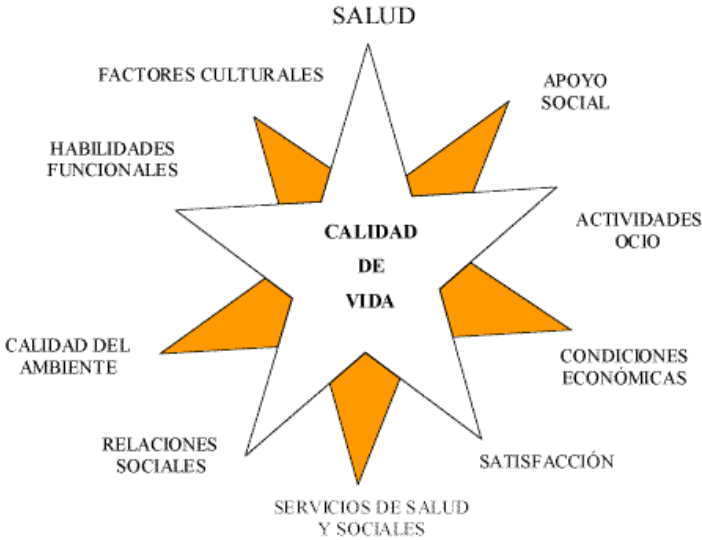 SALUD
FACTORES CULTURALES
APOYO
SOCIAL
HABILIDADES
FUNCIONALES
ACTIVIDADES
OCIO
CALIDAD
DE
VIDA
CALIDAD DEL
AMBIENTE
CONDICIONES
ECONÓMICAS
RELACIONES
SOCIALES
SATISFACCIÓN
SERVICIOS DE SALUD
Y SOCIALES